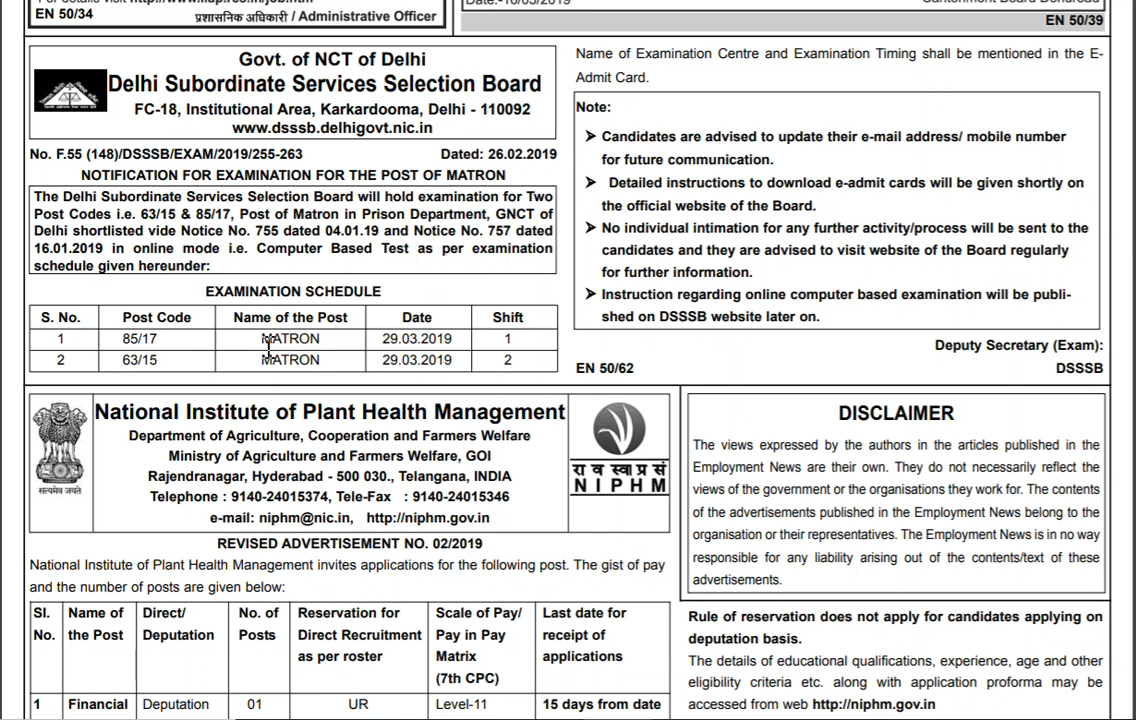 EN 50/34
प्रशासनिक अधिकारी / Administrative Officer
EN 50/39
Govt. of NCT of Delhi
Delhi Subordinate Services Selection Board
FC-18, Institutional Area, Karkardooma, Delhi - 110092
www.dsssb.delhigovt.nic.in
No. F.55 (148)/DSSSB/EXAM/2019/255-263 Dated: 26.02.2019
NOTIFICATION FOR EXAMINATION FOR THE POST OF MATRON
The Delhi Subordinate Services Selection Board will hold examination for Two
Post Codes i.e. 63/15 & 85/17, Post of Matron in Prison Department, GNCT of
Delhi shortlisted vide Notice No. 755 dated 04.01.19 and Notice No. 757 dated
16.01.2019 in online mode i.e. Computer Based Test as per examination
schedule given hereunder:
EXAMINATION SCHEDULE
S. No. Post Code Name of the Post Date Shift
1 85/17 MATRON 29.03.2019 1
2 63/15 MATRON 29.03.2019 2
Name of Examination Centre and Examination Timing shall be mentioned in the E-
Admit Card.
Note:
➢ Candidates are advised to update their e-mail address/ mobile number
for future communication.
➢ Detailed instructions to download e-admit cards will be given shortly on
the official website of the Board.
➢ No individual intimation for any further activity/process will be sent to the
candidates and they are advised to visit website of the Board regularly
for further information.
➢ Instruction regarding online computer based examination will be publi-
shed on DSSSB website later on.
Deputy Secretary (Exam):
EN 50/62 DSSSB
National Institute of Plant Health Management
Department of Agriculture, Cooperation and Farmers Welfare
Ministry of Agriculture and Farmers Welfare, GOI
Rajendranagar, Hyderabad - 500 030., Telangana, INDIA
Telephone : 9140-24015374, Tele-Fax : 9140-24015346
e-mail: niphm@nic.in, http://niphm.gov.in
सत्यमेव जयते
रा व स्वा प्र सं
N I P H M
REVISED ADVERTISEMENT NO. 02/2019
National Institute of Plant Health Management invites applications for the following post. The gist of pay
and the number of posts are given below:
Sl. Name of Direct/ No. of Reservation for Scale of Pay/ Last date for
No. the Post Deputation Posts Direct Recruitment Pay in Pay receipt of
as per roster Matrix applications
(7th CPC)
1 Financial Deputation 01 UR Level-11 15 days from date
DISCLAIMER
The views expressed by the authors in the articles published in the
Employment News are their own. They do not necessarily reflect the
views of the government or the organisations they work for. The contents
of the advertisements published in the Employment News belong to the
organisation or their representatives. The Employment News is in no way
responsible for any liability arising out of the contents/text of these
advertisements.
Rule of reservation does not apply for candidates applying on
deputation basis.
The details of educational qualifications, experience, age and other
eligibility criteria etc. along with application proforma may be
accessed from web http://niphm.gov.in